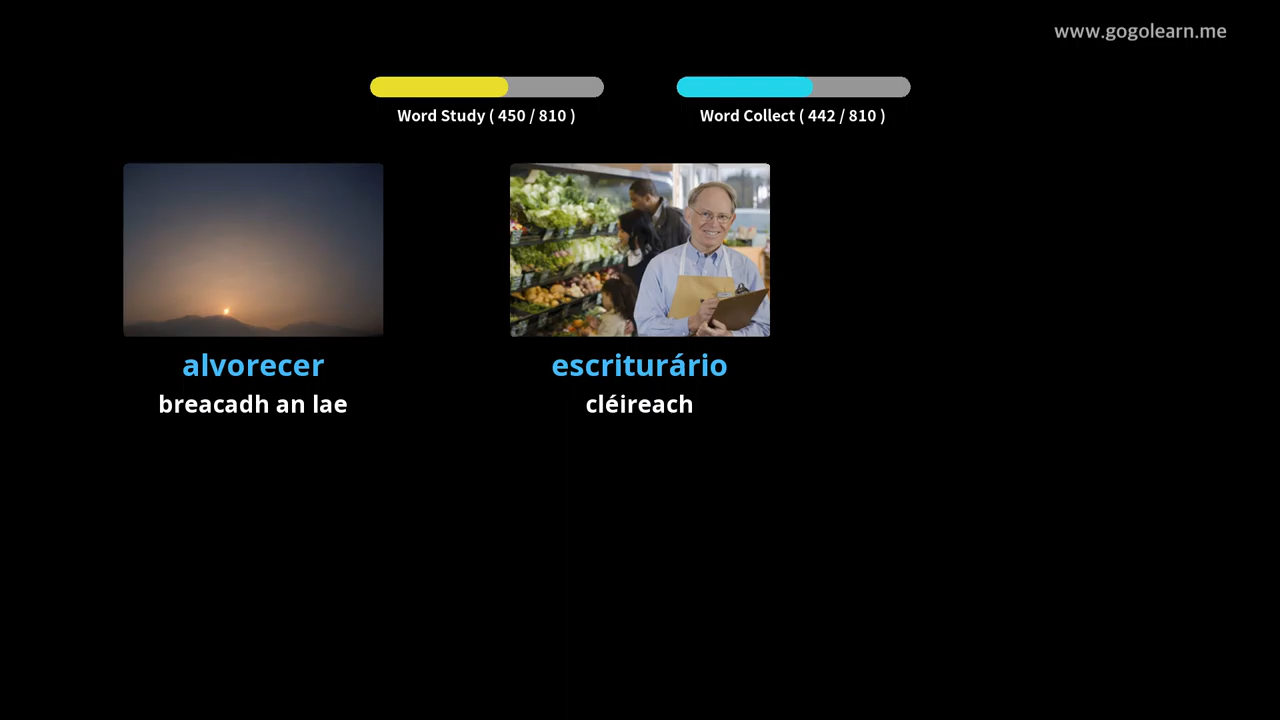 www.gogolearn.me
Word Study ( 450 / 810 )
Word Collect ( 442 / 810 )
alvorecer
breacadh an lae
escriturário
cléireach